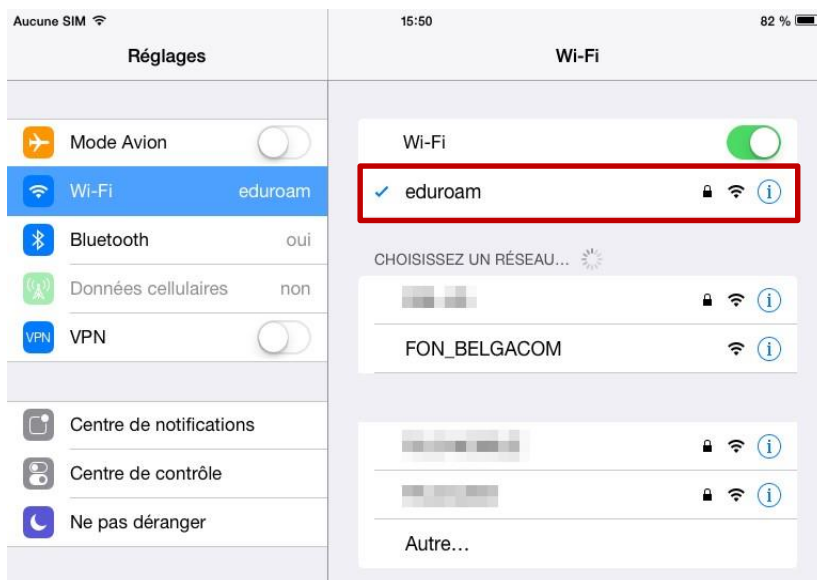 Aucune SIM 15:50 82 %
Réglages
Wi-Fi
Mode Avion
Wi-Fi eduroam
Bluetooth oui
Données cellulaires non
VPN VPN
Centre de notifications
Centre de contrôle
Ne pas déranger
Wi-Fi
eduroam
CHOISISSEZ UN RÉSEAU...
FON_BELGACOM
Autre...